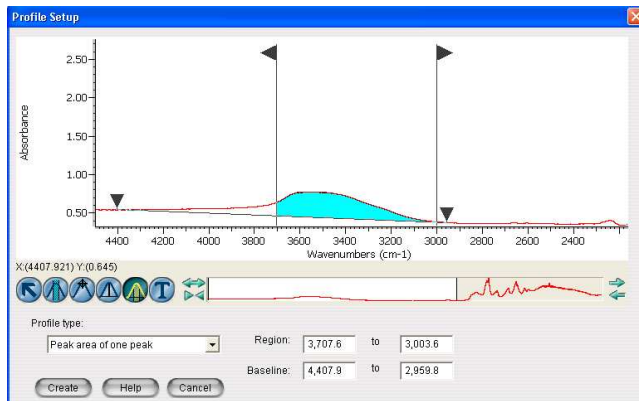 Profile Setup
2.50
2.00
1.50
1.00
0.50
Absorbance
4400 4200 4000 3800 3600 3400 3200 3000 2800 2600 2400 2200
Wavenumbers (cm-1)
X:(4407.921) Y:(0.645)
T
Profile type:
Peak area of one peak
Region: 3,707.6 to 3,003.6
Baseline: 4,407.9 to 2,959.8
Create Help Cancel